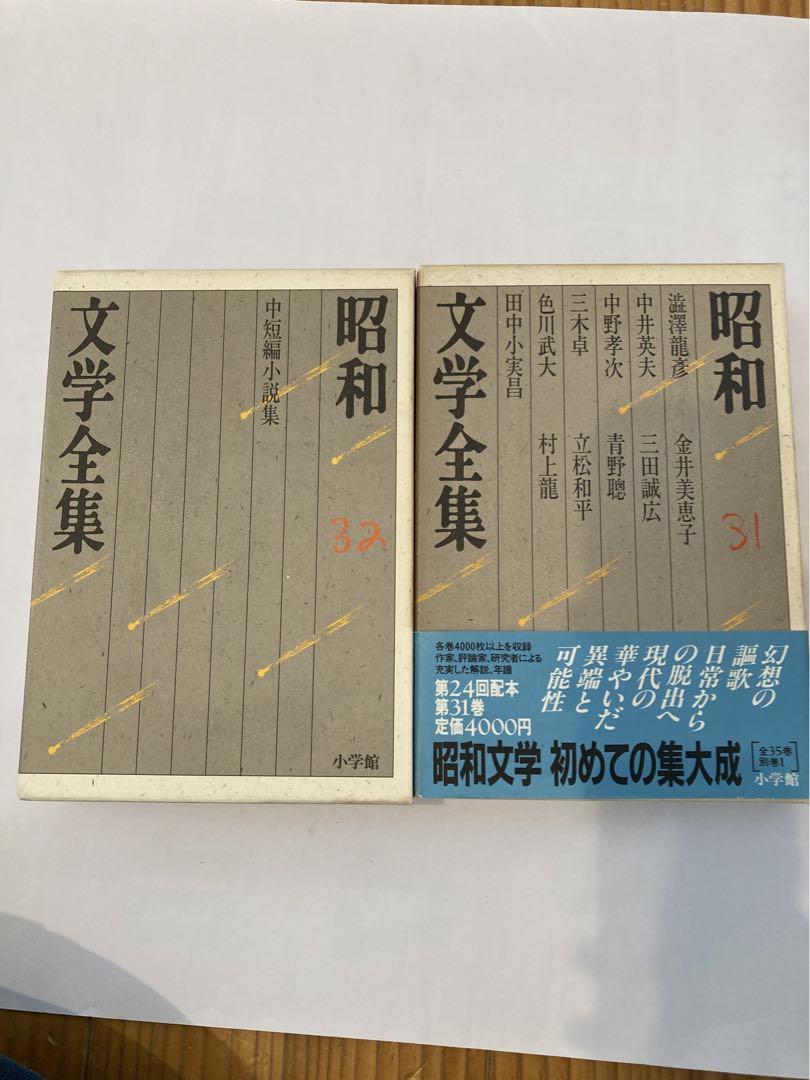 昭和
中短編小説集
文学全集
32
小学館
昭和
澁澤龍彦
金井美恵子
中井英夫
三田誠広
中野孝次
青野聰
三木卓
立松和平
色川武大
村上龍
田中小実昌
文学全集
31
幻想の
謳歌
日常から
の脱出へ
現代の
華やいだ
異端と
可能性
各巻4000枚以上を収録
作家、評論家、研究者による
充実した解説、年譜
第24回配本
第31巻
定価4000円
昭和文学 初めての集大成
全35巻
別巻1
小学館